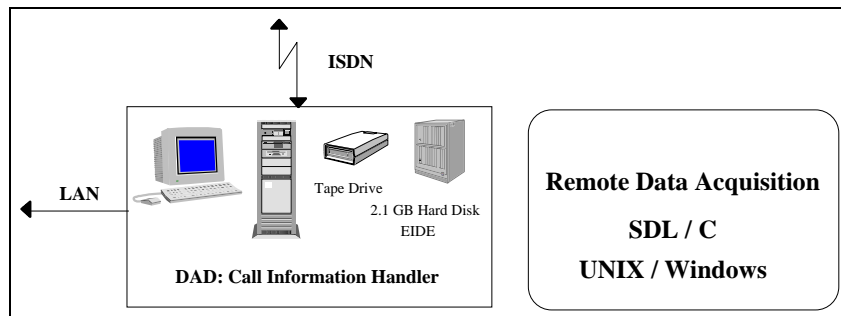 ISDN
LAN
Tape Drive
2.1 GB Hard Disk
EIDE
DAD: Call Information Handler
Remote Data Acquisition
SDL / C
UNIX / Windows